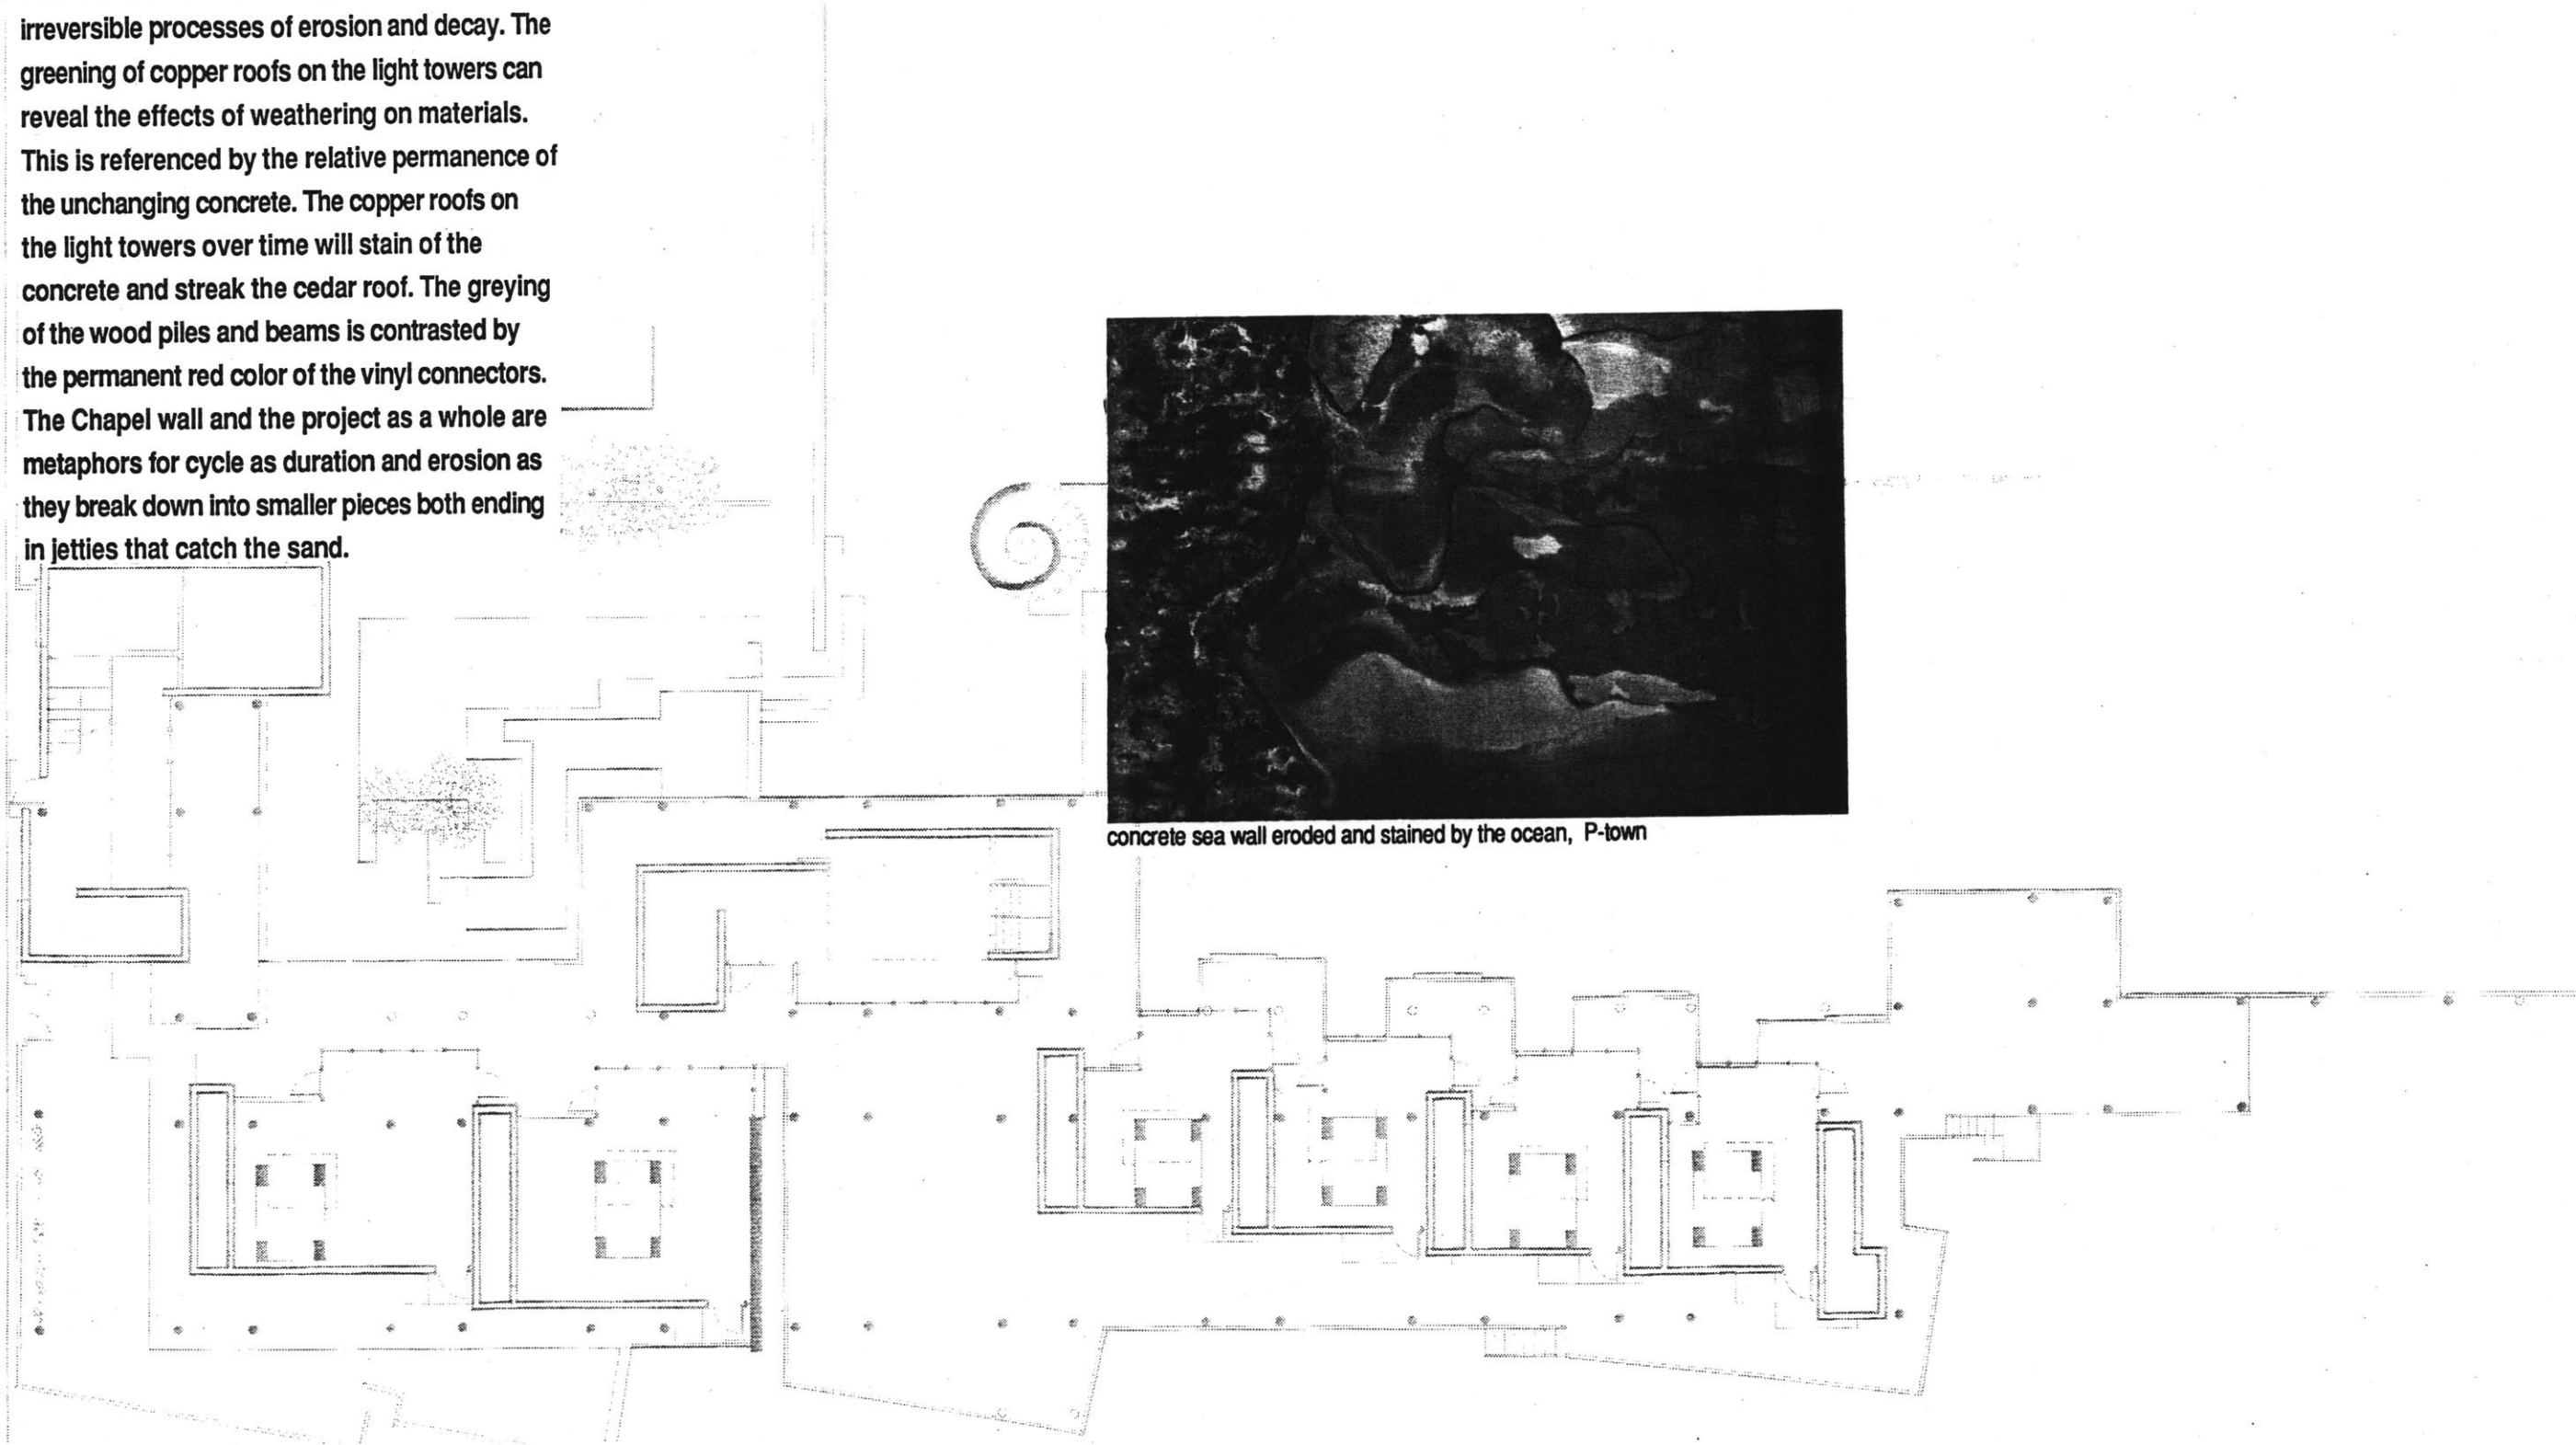 irreversible processes of erosion and decay. The
greening of copper roofs on the light towers can
reveal the effects of weathering on materials.
This is referenced by the relative permanence of
the unchanging concrete. The copper roofs on
the light towers over time will stain of the
concrete and streak the cedar roof. The greying
of the wood piles and beams is contrasted by
the permanent red color of the vinyl connectors.
The Chapel wall and the project as a whole are
metaphors for cycle as duration and erosion as
they break down into smaller pieces both ending
in jetties that catch the sand.
concrete sea wall eroded and stained by the ocean, P-town